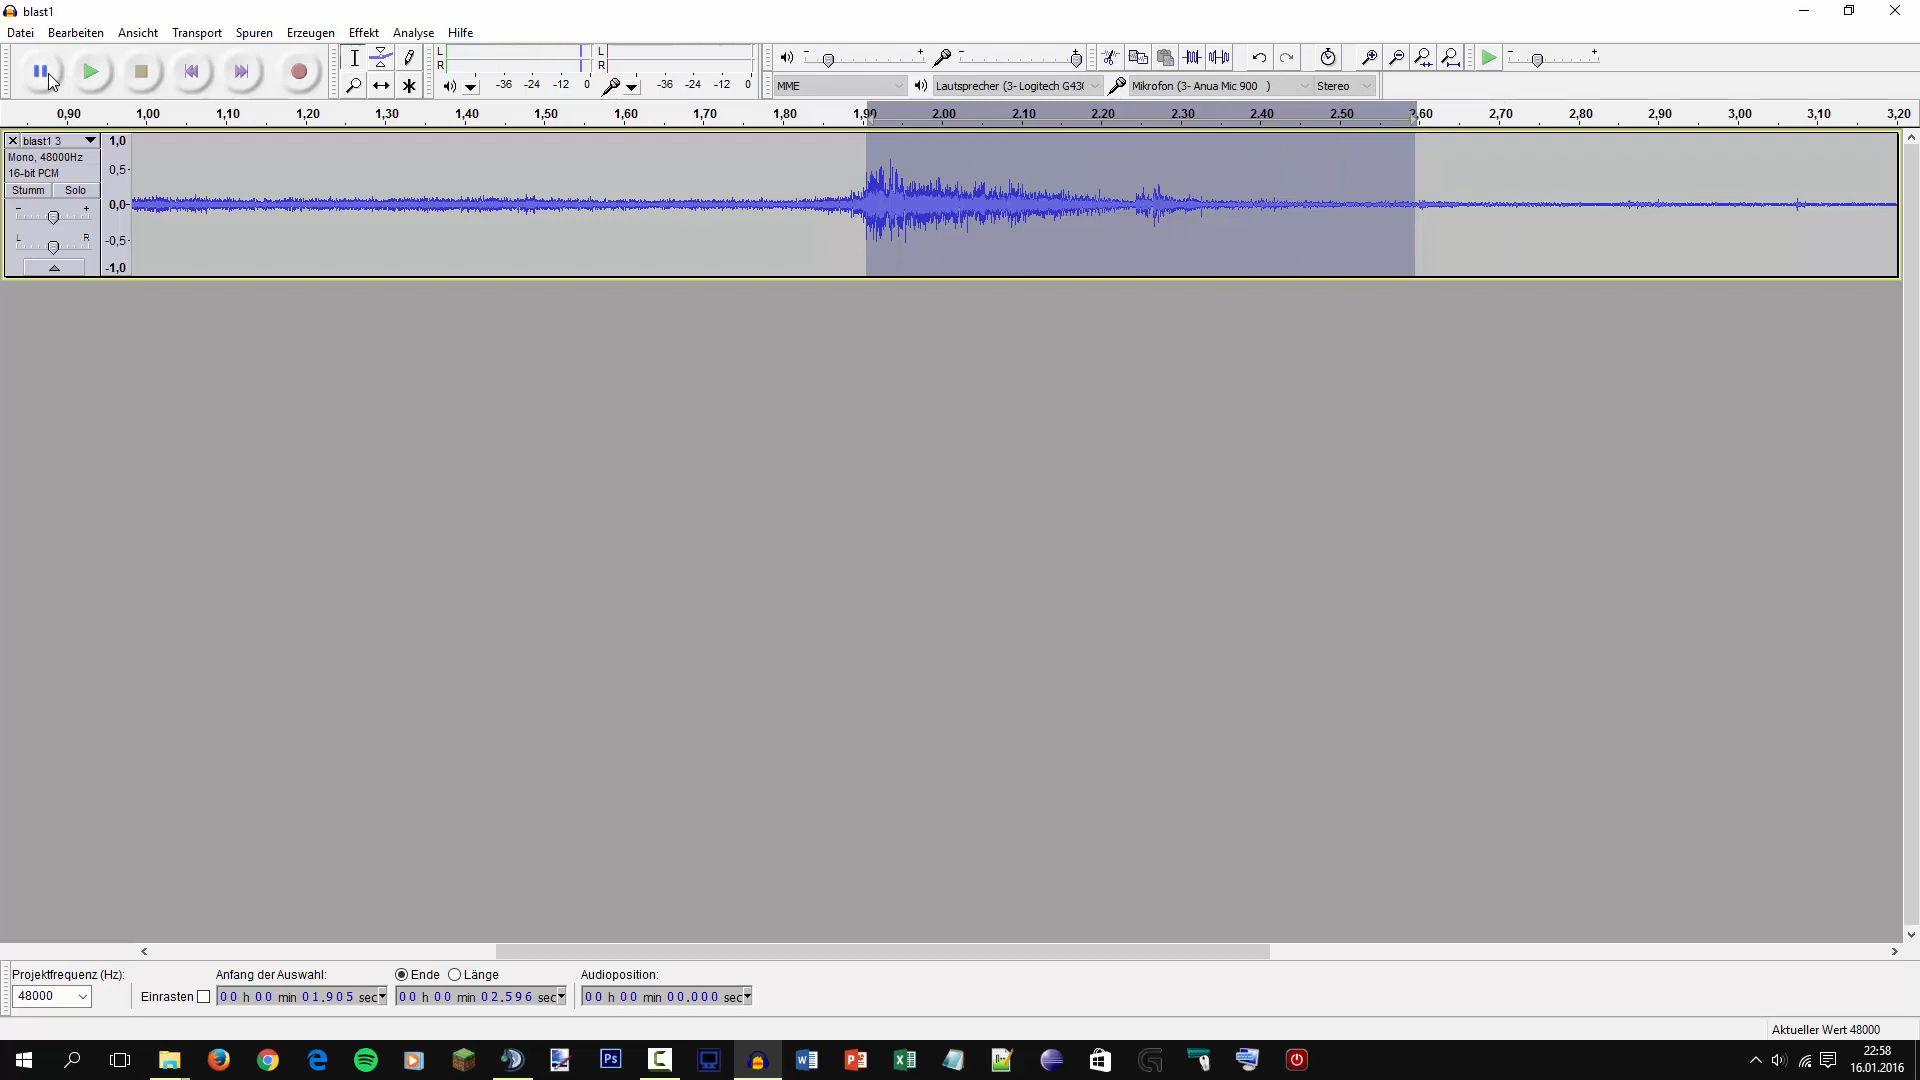 blast1
Datei Bearbeiten Ansicht Transport Spuren Erzeugen Effekt Analyse Hilfe
L R
-36 -24 -12 0
L R
-36 -24 -12 0
MME
Lautsprecher (3- Logitech G43(
Mikrofon (3- Anua Mic 900 )
Stereo
0,90 1,00 1,10 1,20 1,30 1,40 1,50 1,60 1,70 1,80 1,90 2,00 2,10 2,20 2,30 2,40 2,50 2,60 2,70 2,80 2,90 3,00 3,10 3,20
blast1 3
Mono, 48000Hz
16-bit PCM
Stumm Solo
- +
L R
1,0
0,5-
0,0-
-0,5-
-1,0
Projektfrequenz (Hz): Anfang der Auswahl: Ende Länge Audioposition:
48000 Einrasten 00 h 00 min 01.905 sec 00 h 00 min 02.596 sec 00 h 00 min 00.000 sec
Aktueller Wert 48000
22:58
16.01.2016